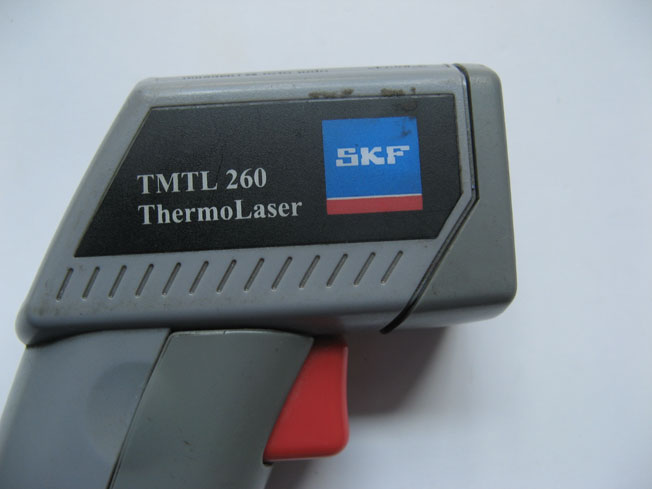 TMTL 260
ThermoLaser
SKF